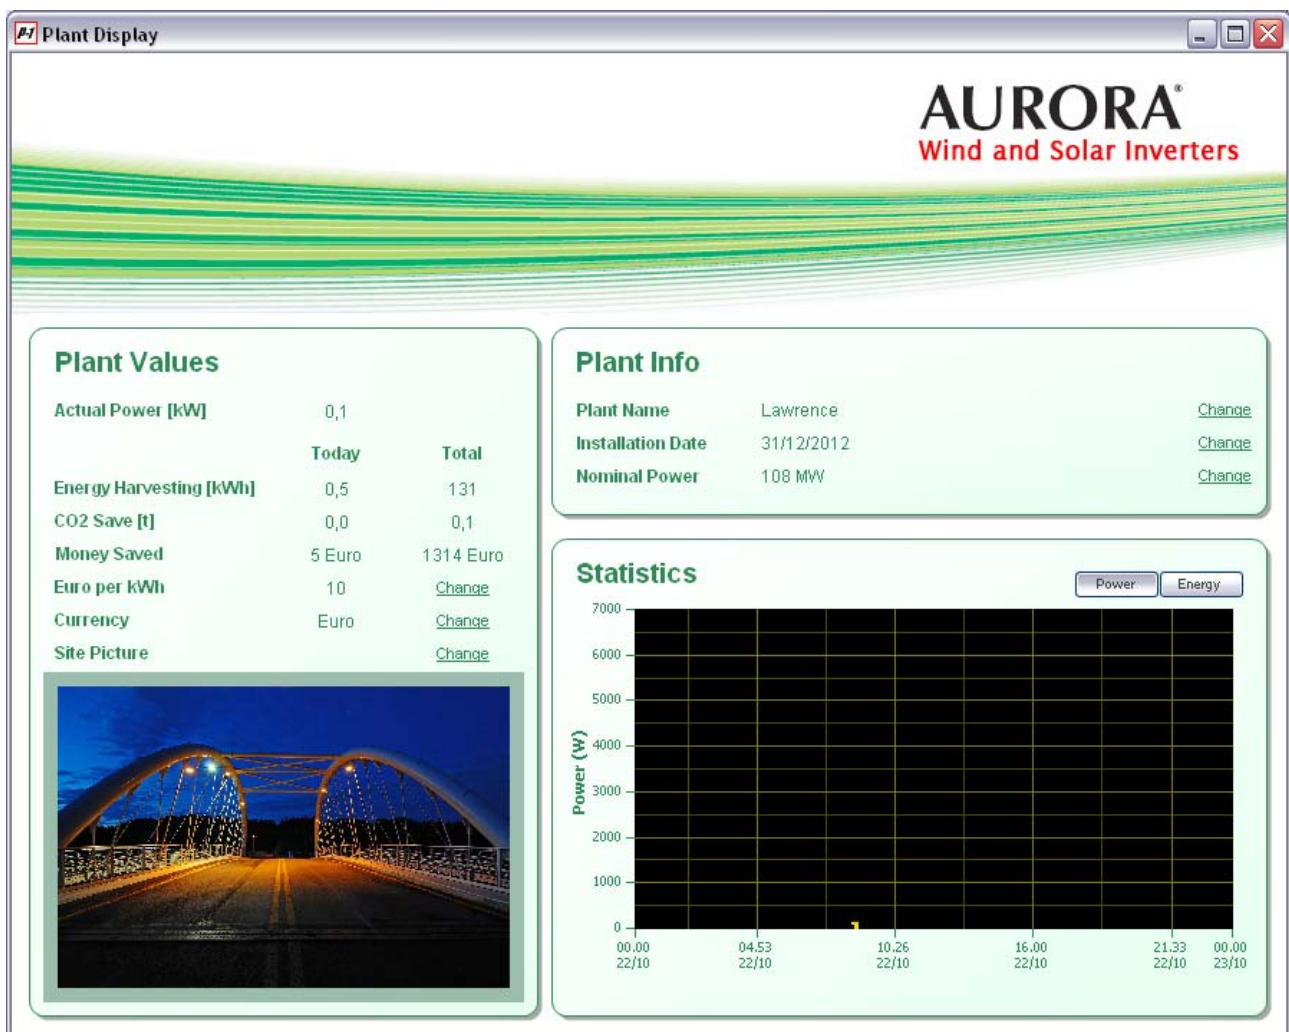 Plant Display
AURORA®
Wind and Solar Inverters
Plant Values
Actual Power [kW] 0,1
Today Total
Energy Harvesting [kWh] 0,5 131
CO2 Save [t] 0,0 0,1
Money Saved 5 Euro 1314 Euro
Euro per kWh 10 Change
Currency Euro Change
Site Picture Change
Plant Info
Plant Name Lawrence Change
Installation Date 31/12/2012 Change
Nominal Power 108 MW Change
Statistics
Power Energy
7000
6000
5000
4000
3000
2000
1000
0
Power (W)
00.00 04.53 10.26 16.00 21.33 00.00
22/10 22/10 22/10 22/10 22/10 23/10